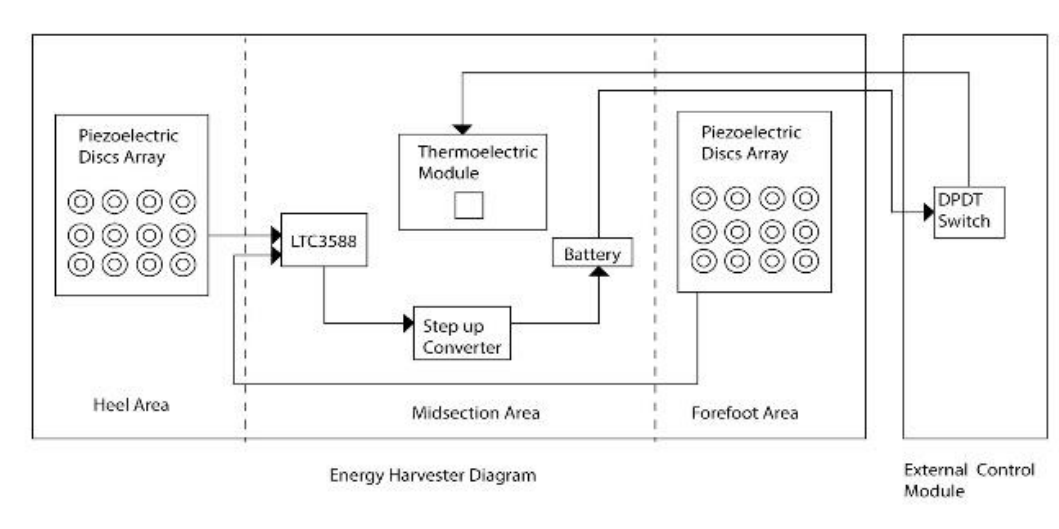 Piezoelectric
Discs Array
Thermoelectric
Module
Piezoelectric
Discs Array
DPDT
Switch
LTC3588
Battery
Step up
Converter
Heel Area
Midsection Area
Forefoot Area
Energy Harvester Diagram
External Control
Module